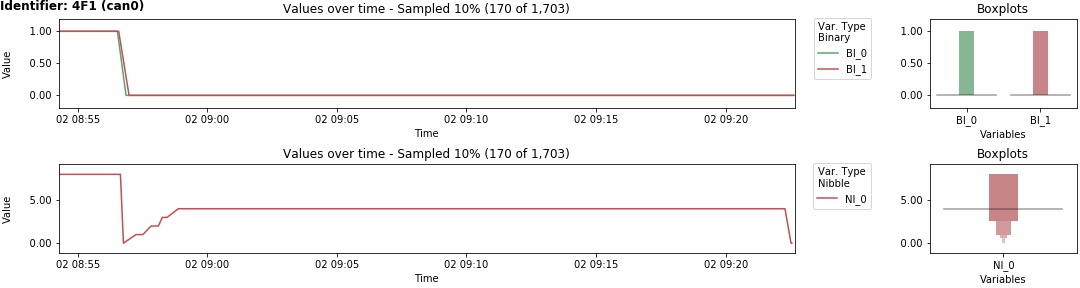 Identifier: 4F1 (can0)
Values over time - Sampled 10% (170 of 1,703)
Boxplots
Value
1.00
0.50
0.00
02 08:55 02 09:00 02 09:05 02 09:10 02 09:15 02 09:20
Time
Var. Type
Binary
BI_0
BI_1
1.00
0.50
0.00
BI_0 BI_1
Variables
Values over time - Sampled 10% (170 of 1,703)
Boxplots
Value
5.00
0.00
02 08:55 02 09:00 02 09:05 02 09:10 02 09:15 02 09:20
Time
Var. Type
Nibble
NI_0
5.00
0.00
NI_0
Variables